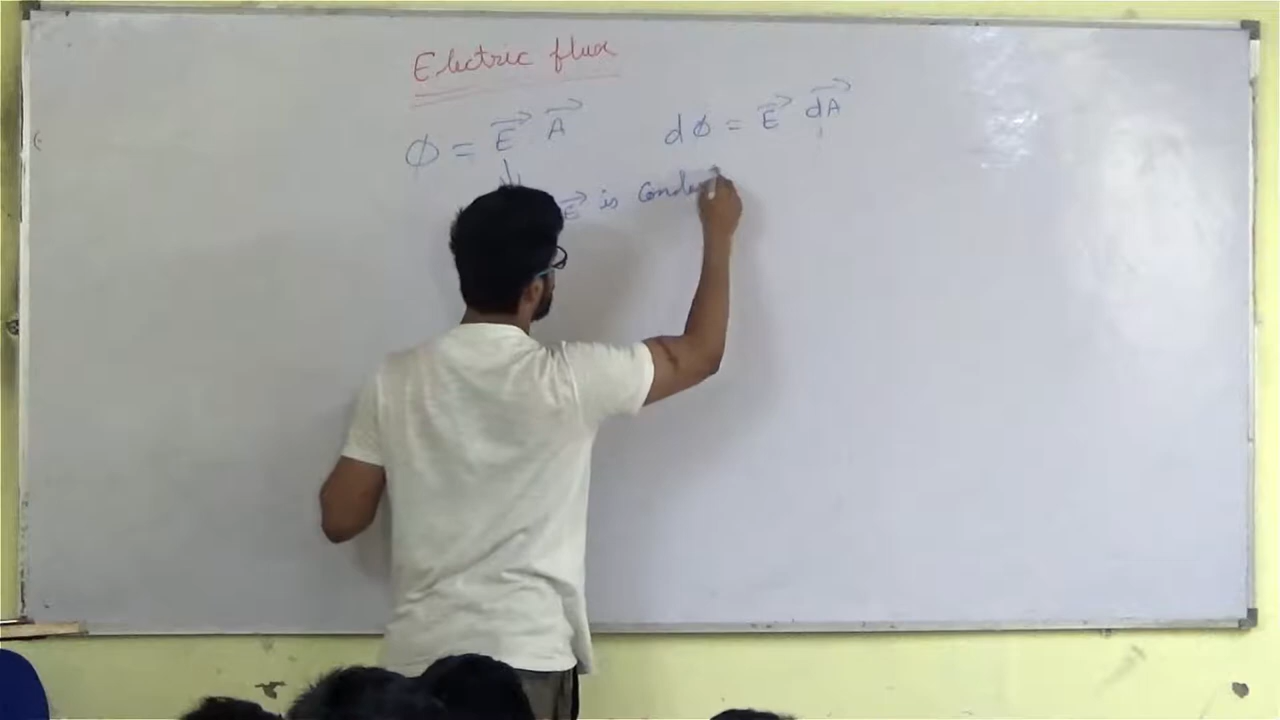 Electric flux
ϕ = E⃗ A⃗ dϕ = E⃗ dA⃗
E⃗ is